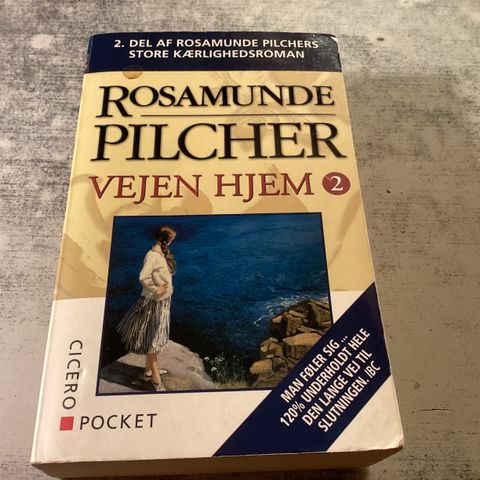 2. DEL AF ROSAMUNDE PILCHERS
STORE KÆRLIGHEDSROMAN
ROSAMUNDE
PILCHER
VEJEN HJEM 2
MAN FØLER SIG ...
120% UNDERHOLDT HELE
DEN LANGE VEJ TIL
SLUTNINGEN. /BC
CICERO
POCKET